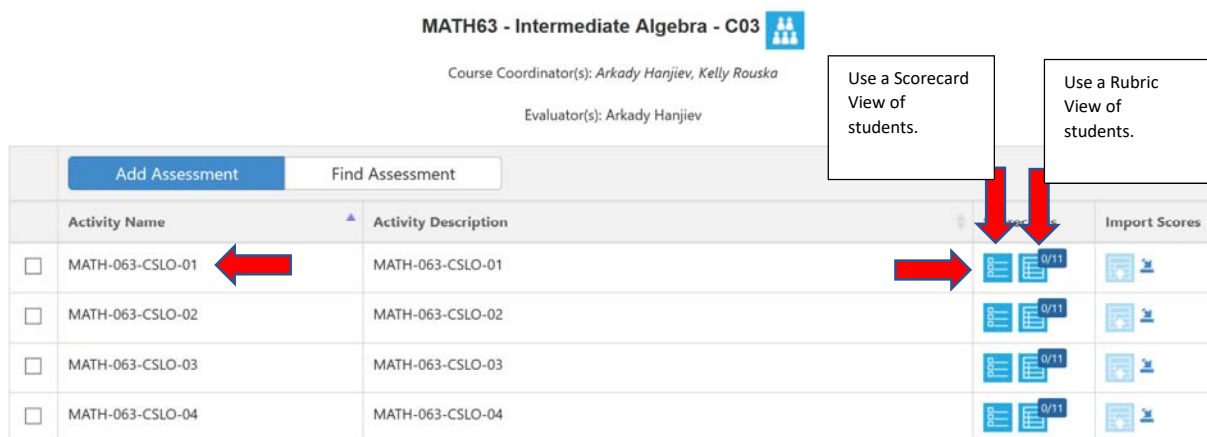 MATH63 - Intermediate Algebra - C03
Course Coordinator(s): Arkady Hanjiev, Kelly Rouska
Evaluator(s): Arkady Hanjiev
Use a Scorecard
View of
students.
Use a Rubric
View of
students.
Add Assessment Find Assessment
Activity Name Activity Description Import Scores
MATH-063-CSLO-01 MATH-063-CSLO-01 0/11
MATH-063-CSLO-02 MATH-063-CSLO-02 0/11
MATH-063-CSLO-03 MATH-063-CSLO-03 0/11
MATH-063-CSLO-04 MATH-063-CSLO-04 0/11